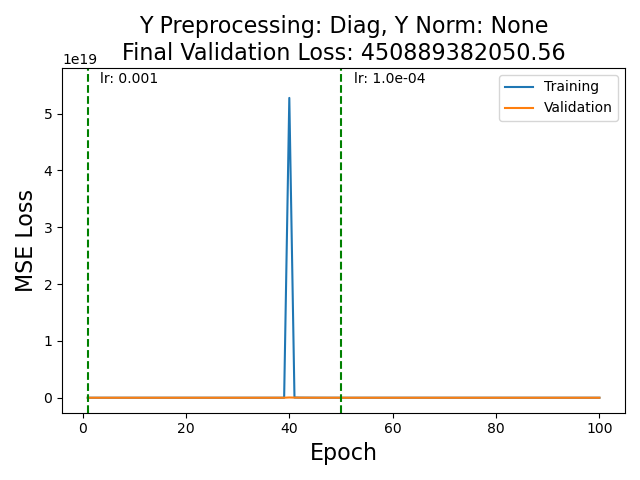 Y Preprocessing: Diag, Y Norm: None
Final Validation Loss: 450889382050.56
1e19
lr: 0.001
lr: 1.0e-04
Training
Validation
5
4
3
2
1
0
MSE Loss
0
20
40
60
80
100
Epoch